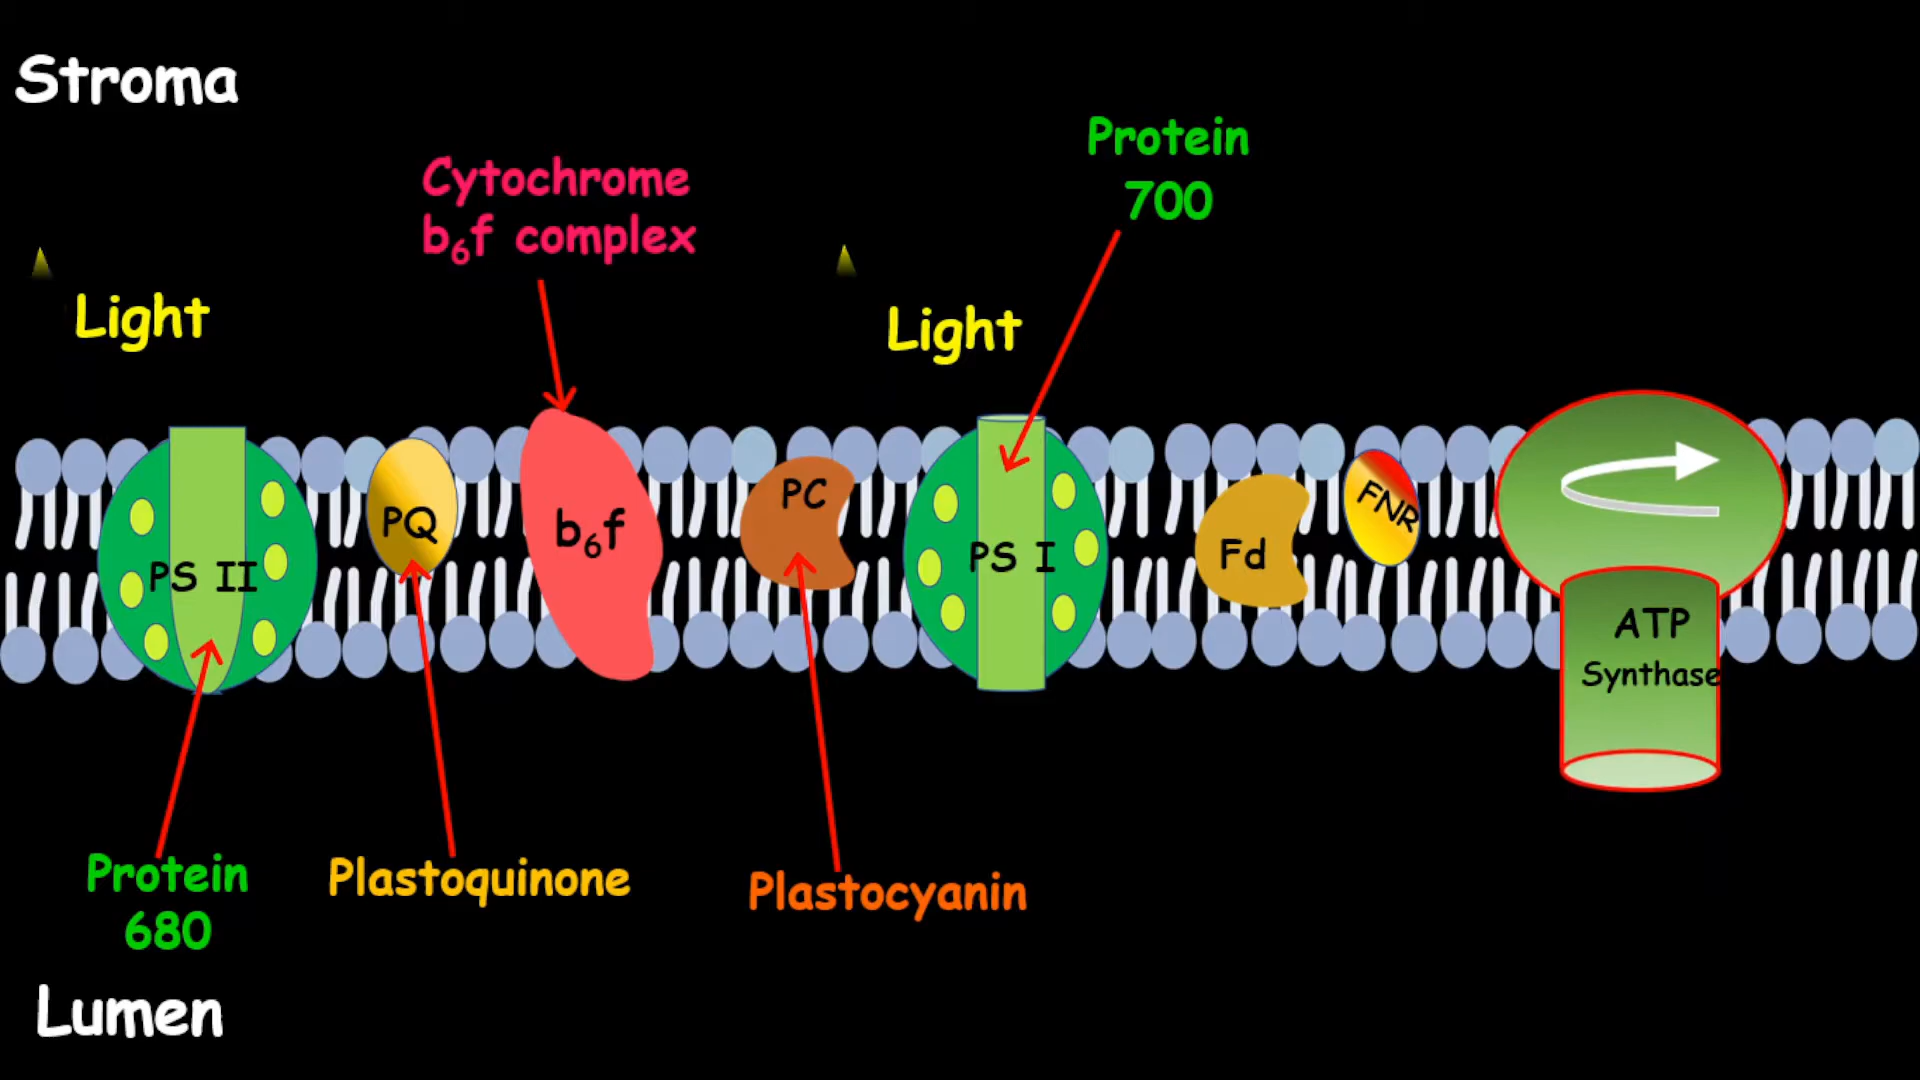 Stroma
Protein
700
Cytochrome
b₆f complex
Light
Light
PS II
PQ
b₆f
PC
PS I
Fd
FNR
ATP
Synthase
Protein
680
Plastoquinone
Plastocyanin
Lumen